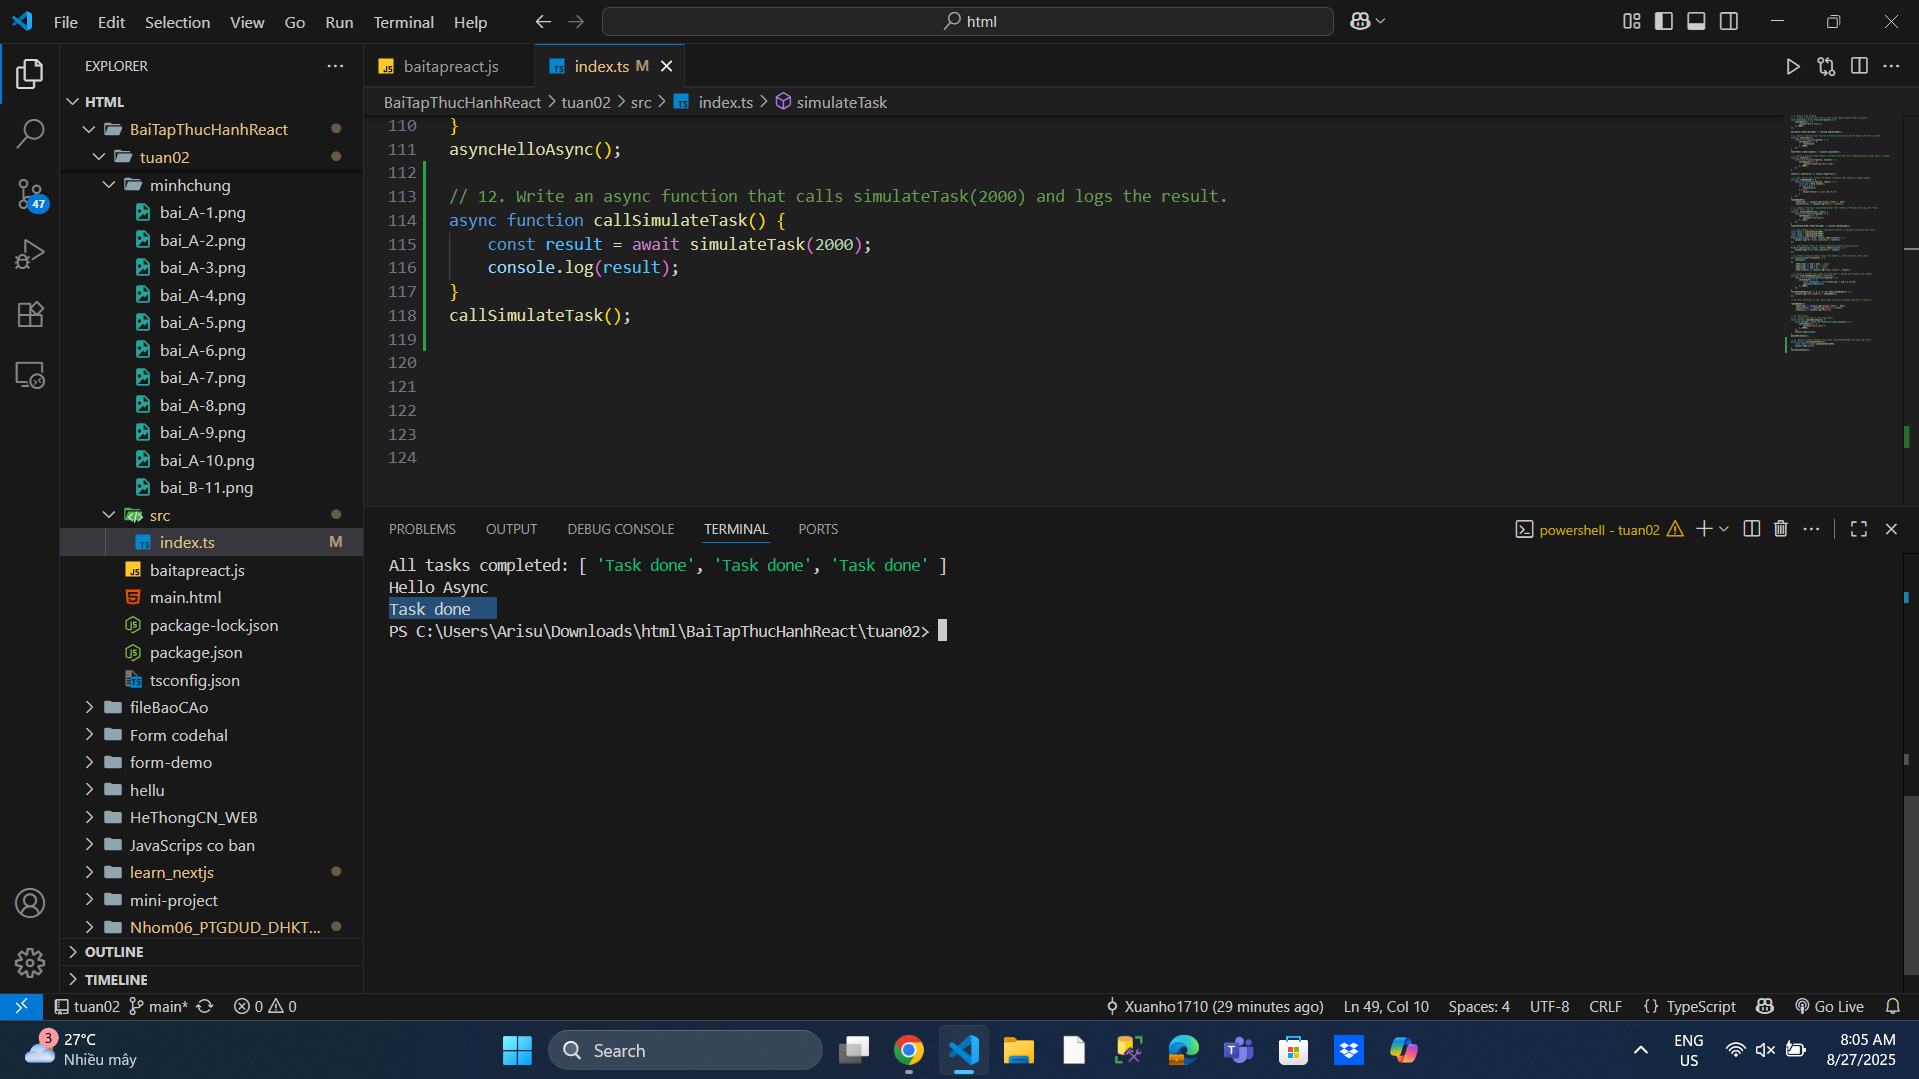 File Edit Selection View Go Run Terminal Help
html
EXPLORER
HTML
BaiTapThucHanhReact
tuan02
minhchung
bai_A-1.png
bai_A-2.png
bai_A-3.png
bai_A-4.png
bai_A-5.png
bai_A-6.png
bai_A-7.png
bai_A-8.png
bai_A-9.png
bai_A-10.png
bai_B-11.png
src
index.ts M
baitapreact.js
main.html
package-lock.json
package.json
tsconfig.json
fileBaoCAo
Form codehal
form-demo
hellu
HeThongCN_WEB
JavaScrips co ban
learn_nextjs
mini-project
Nhom06_PTGDUD_DHKT...
OUTLINE
TIMELINE
47
baitapreact.js
index.ts M
BaiTapThucHanhReact > tuan02 > src > index.ts > simulateTask
110 }
111 asyncHelloAsync();
112
113 // 12. Write an async function that calls simulateTask(2000) and logs the result.
114 async function callSimulateTask() {
115 const result = await simulateTask(2000);
116 console.log(result);
117 }
118 callSimulateTask();
119
120
121
122
123
124
PROBLEMS OUTPUT DEBUG CONSOLE TERMINAL PORTS
powershell - tuan02
All tasks completed: [ 'Task done', 'Task done', 'Task done' ]
Hello Async
Task done
PS C:\Users\Arisu\Downloads\html\BaiTapThucHanhReact\tuan02>
tuan02 main* 0 0
Xuanho1710 (29 minutes ago) Ln 49, Col 10 Spaces: 4 UTF-8 CRLF {} TypeScript Go Live
3
27°C
Nhiều mây
Search
ENG
US
8:05 AM
8/27/2025